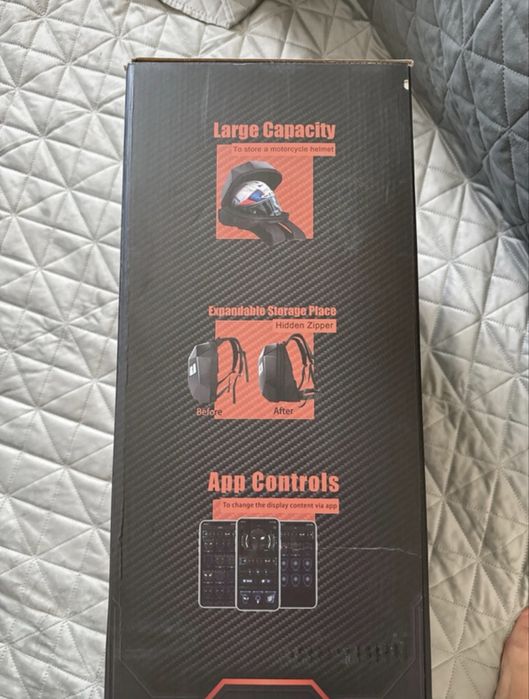 Large Capacity
To store a motorcycle helmet
Expandable Storage Place
Hidden Zipper
Before
After
App Controls
To change the display content via app